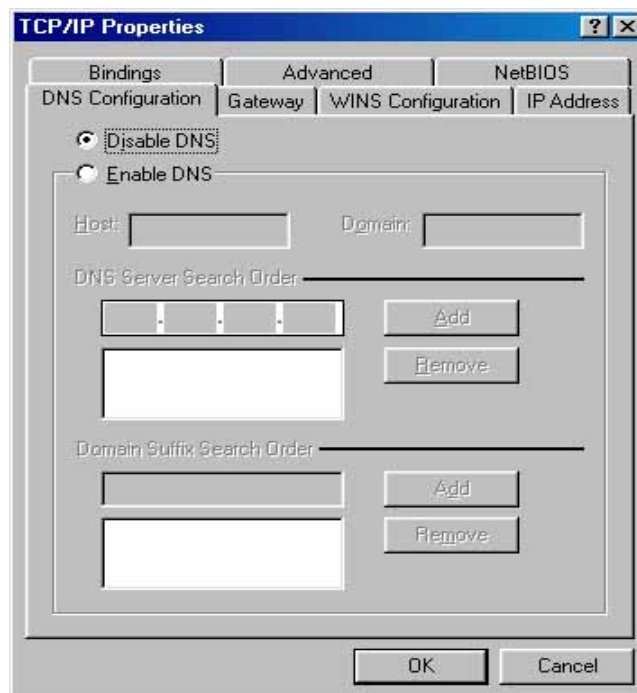 TCP/IP Properties
Bindings Advanced NetBIOS
DNS Configuration Gateway WINS Configuration IP Address
Disable DNS
Enable DNS
Host: Domain:
DNS Server Search Order
. . .
Add
Remove
Domain Suffix Search Order
Add
Remove
OK Cancel